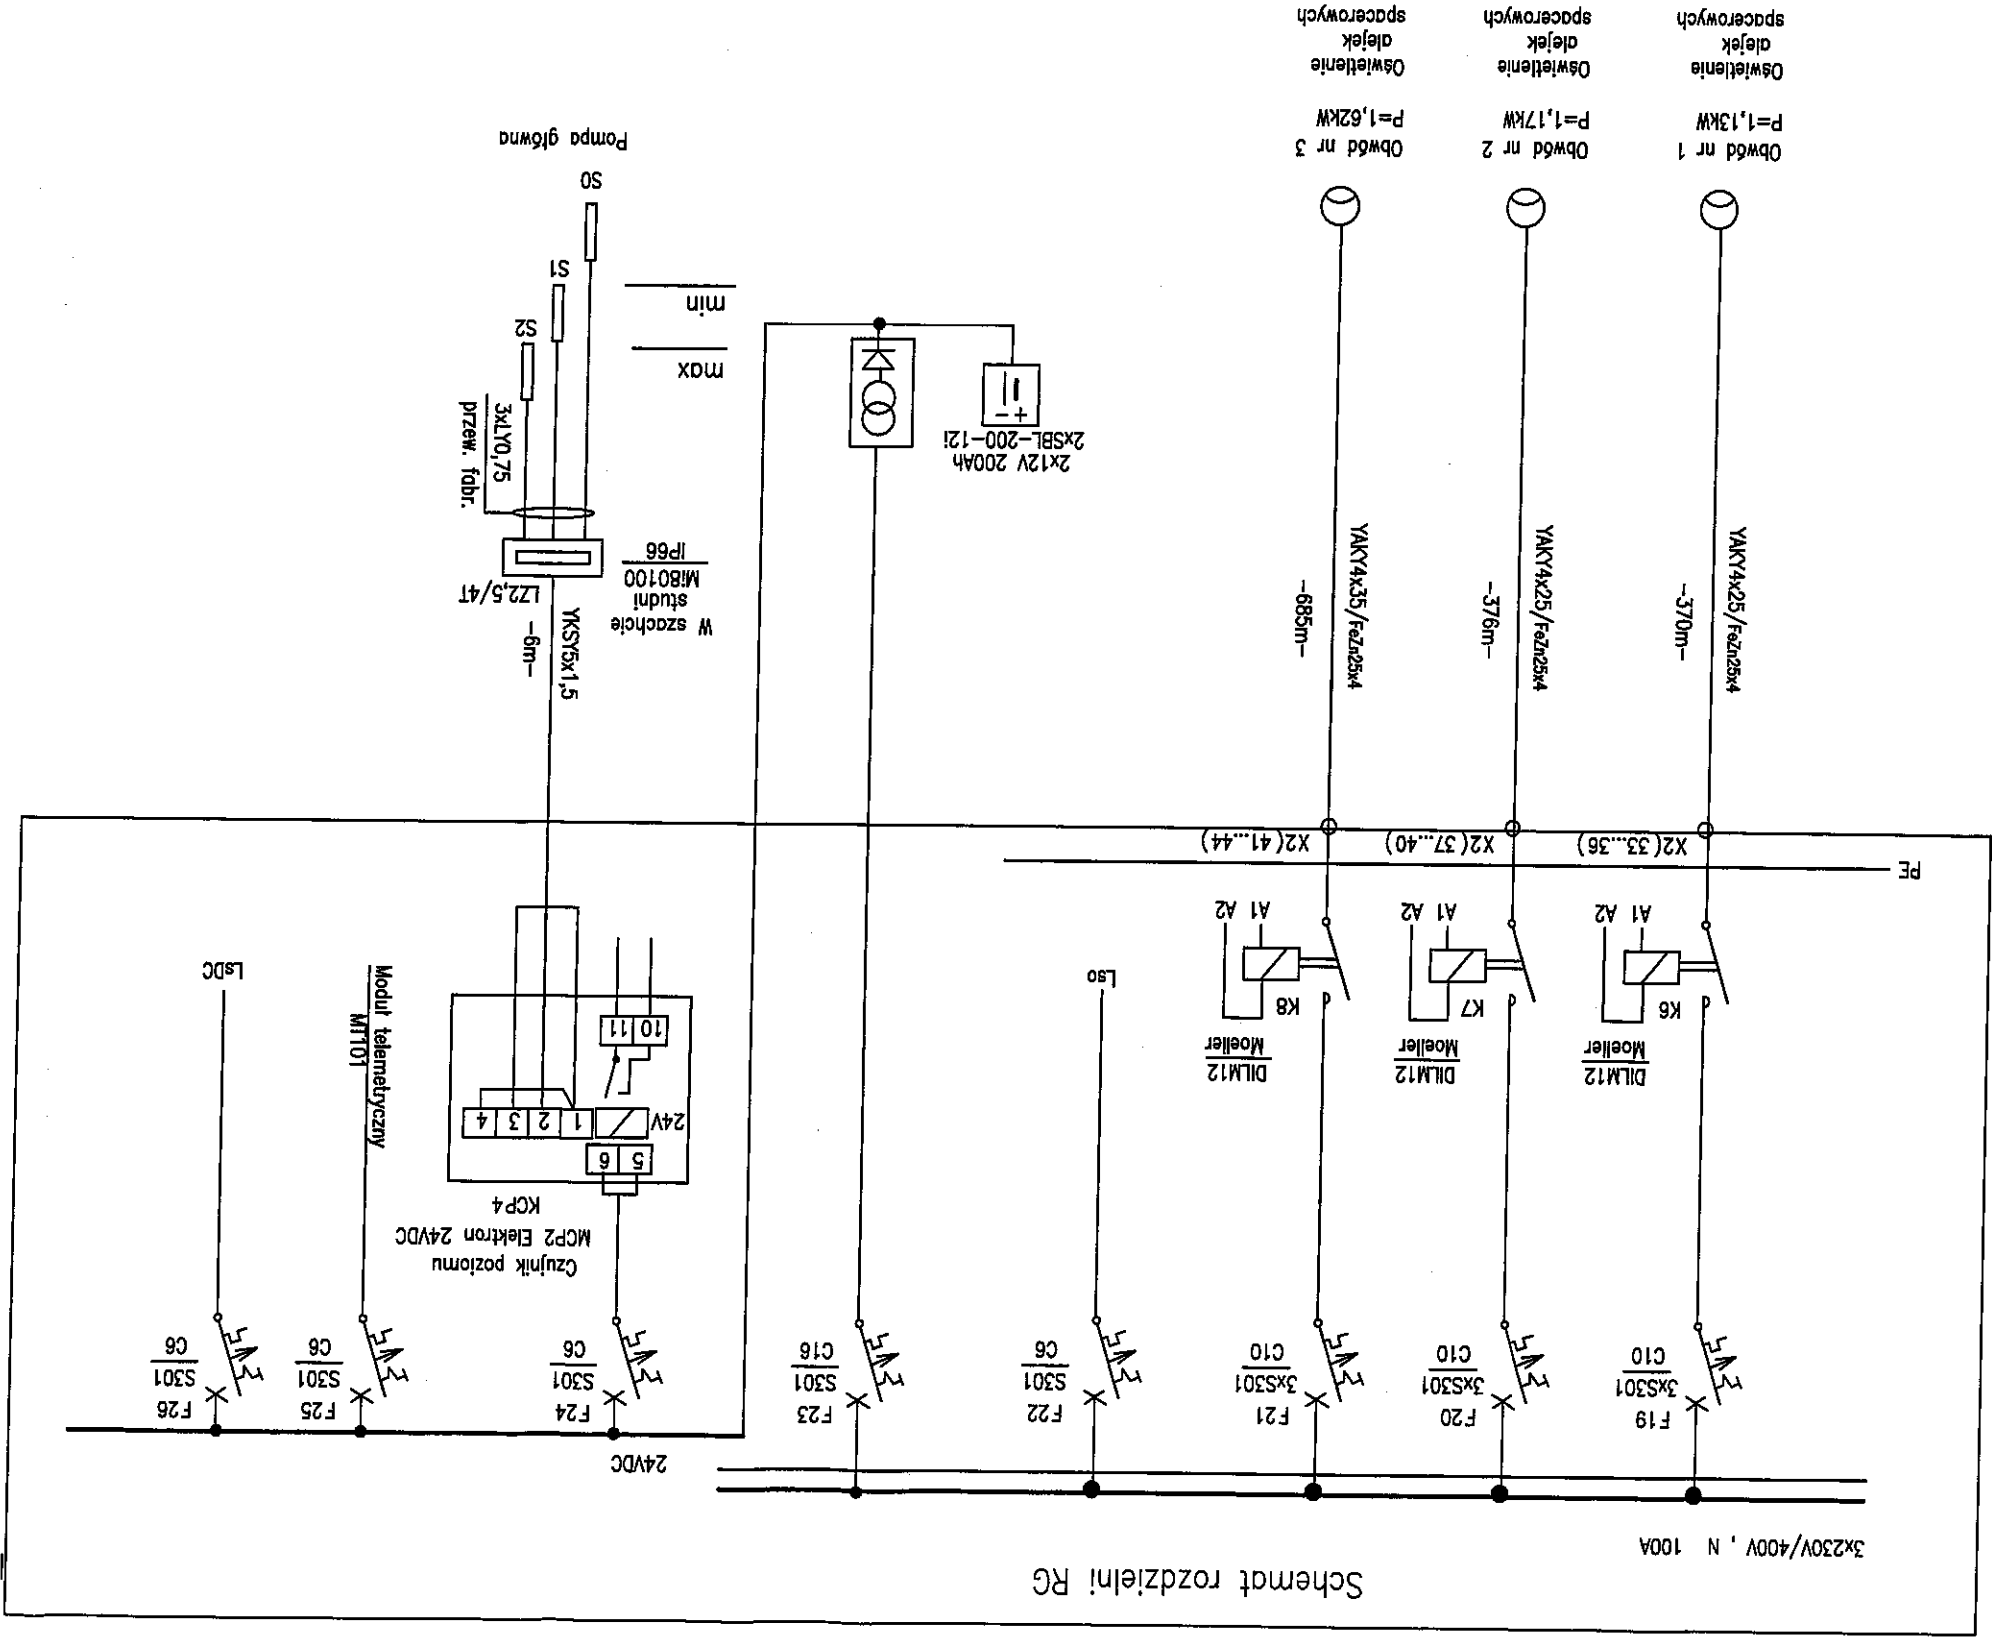 Schemat rozdzielni RG
3x230V/400V , N 100A
24VDC
F19
3xS301
C10
F20
3xS301
C10
F21
3xS301
C10
F22
S301
C6
F23
S301
C16
F24
S301
C6
F25
S301
C6
F26
S301
C6
DILM12
Moeller
K6
A1 A2
DILM12
Moeller
K7
A1 A2
DILM12
Moeller
K8
A1 A2
Lso
Czujnik poziomu
MCP2 Elektron 24VDC
KCP4
5 6
24V
1 2 3 4
10 11
Moduł telemetryczny
MT101
LsDC
PE
X2(33...36)
X2(37...40)
X2(41...44)
YAKY4x25/FeZn25x4
-370m-
YAKY4x25/FeZn25x4
-376m-
YAKY4x35/FeZn25x4
-685m-
YKSY5x1,5
-6m-
W szachcie
studni
Mi80100
IP66
LZ2,5/4T
3xLY0,75
przew. fabr.
2x12V 200Ah
2xSBL-200-12i
+ -
max
min
S2
S1
S0
Pompa główna
Obwód nr 1
P=1,13kW
Oświetlenie
alejek
spacerowych
Obwód nr 2
P=1,17kW
Oświetlenie
alejek
spacerowych
Obwód nr 3
P=1,62kW
Oświetlenie
alejek
spacerowych